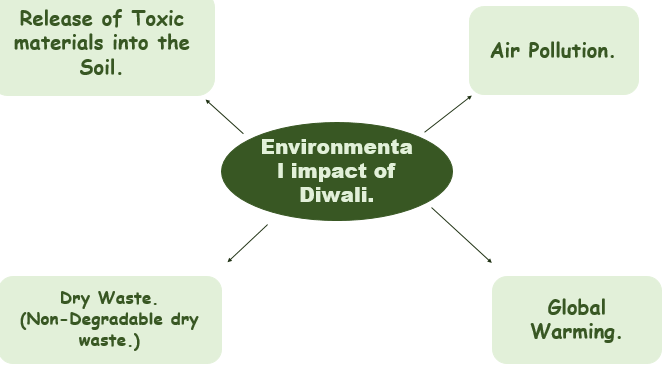 Release of Toxic
materials into the
Soil.
Air Pollution.
Environmenta
l impact of
Diwali.
Dry Waste.
(Non-Degradable dry
waste.)
Global
Warming.